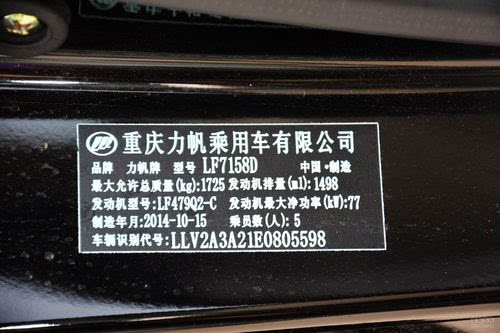 重庆力帆乘用车有限公司
品牌 力帆牌 型号 LF7158D 中国·制造
最大允许总质量(kg):1725 发动机排量(ml):1498
发动机型号:LF479Q2-C 发动机最大净功率(kW):77
制造年月:2014-10-15 乘员数(人):5
车辆识别代号:LLV2A3A21E0805598